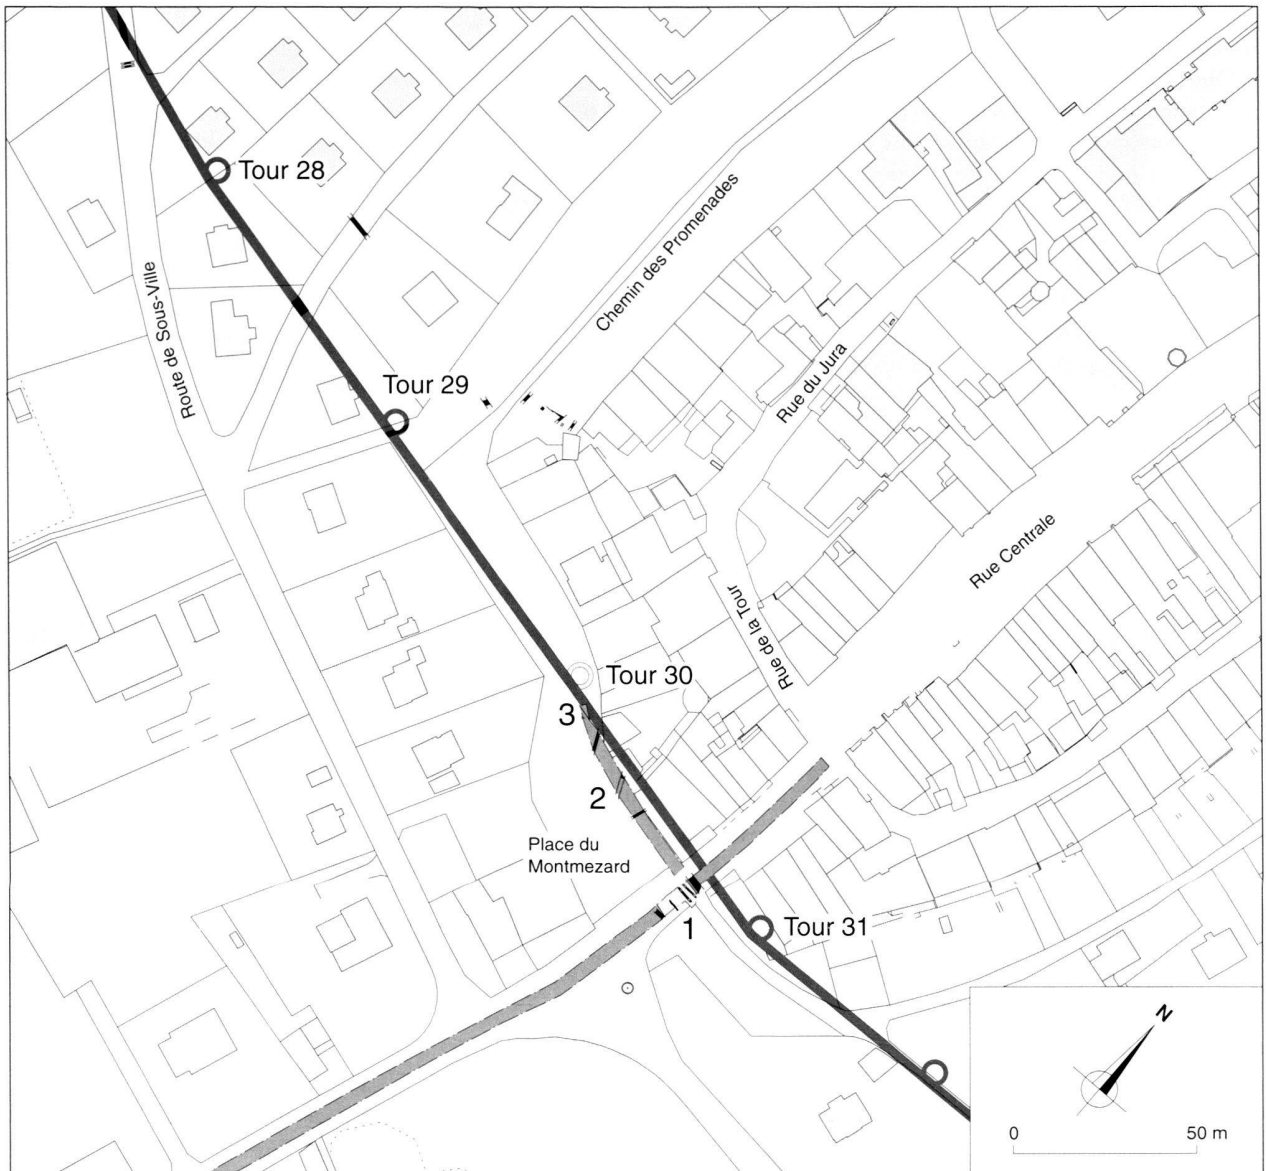 Tour 28
Chemin des Promenades
Route de Sous-Ville
Rue du Jura
Tour 29
Rue Centrale
Rue de la Tour
Tour 30
3
2
Place du
Montmezard
1
Tour 31
N
0 50 m